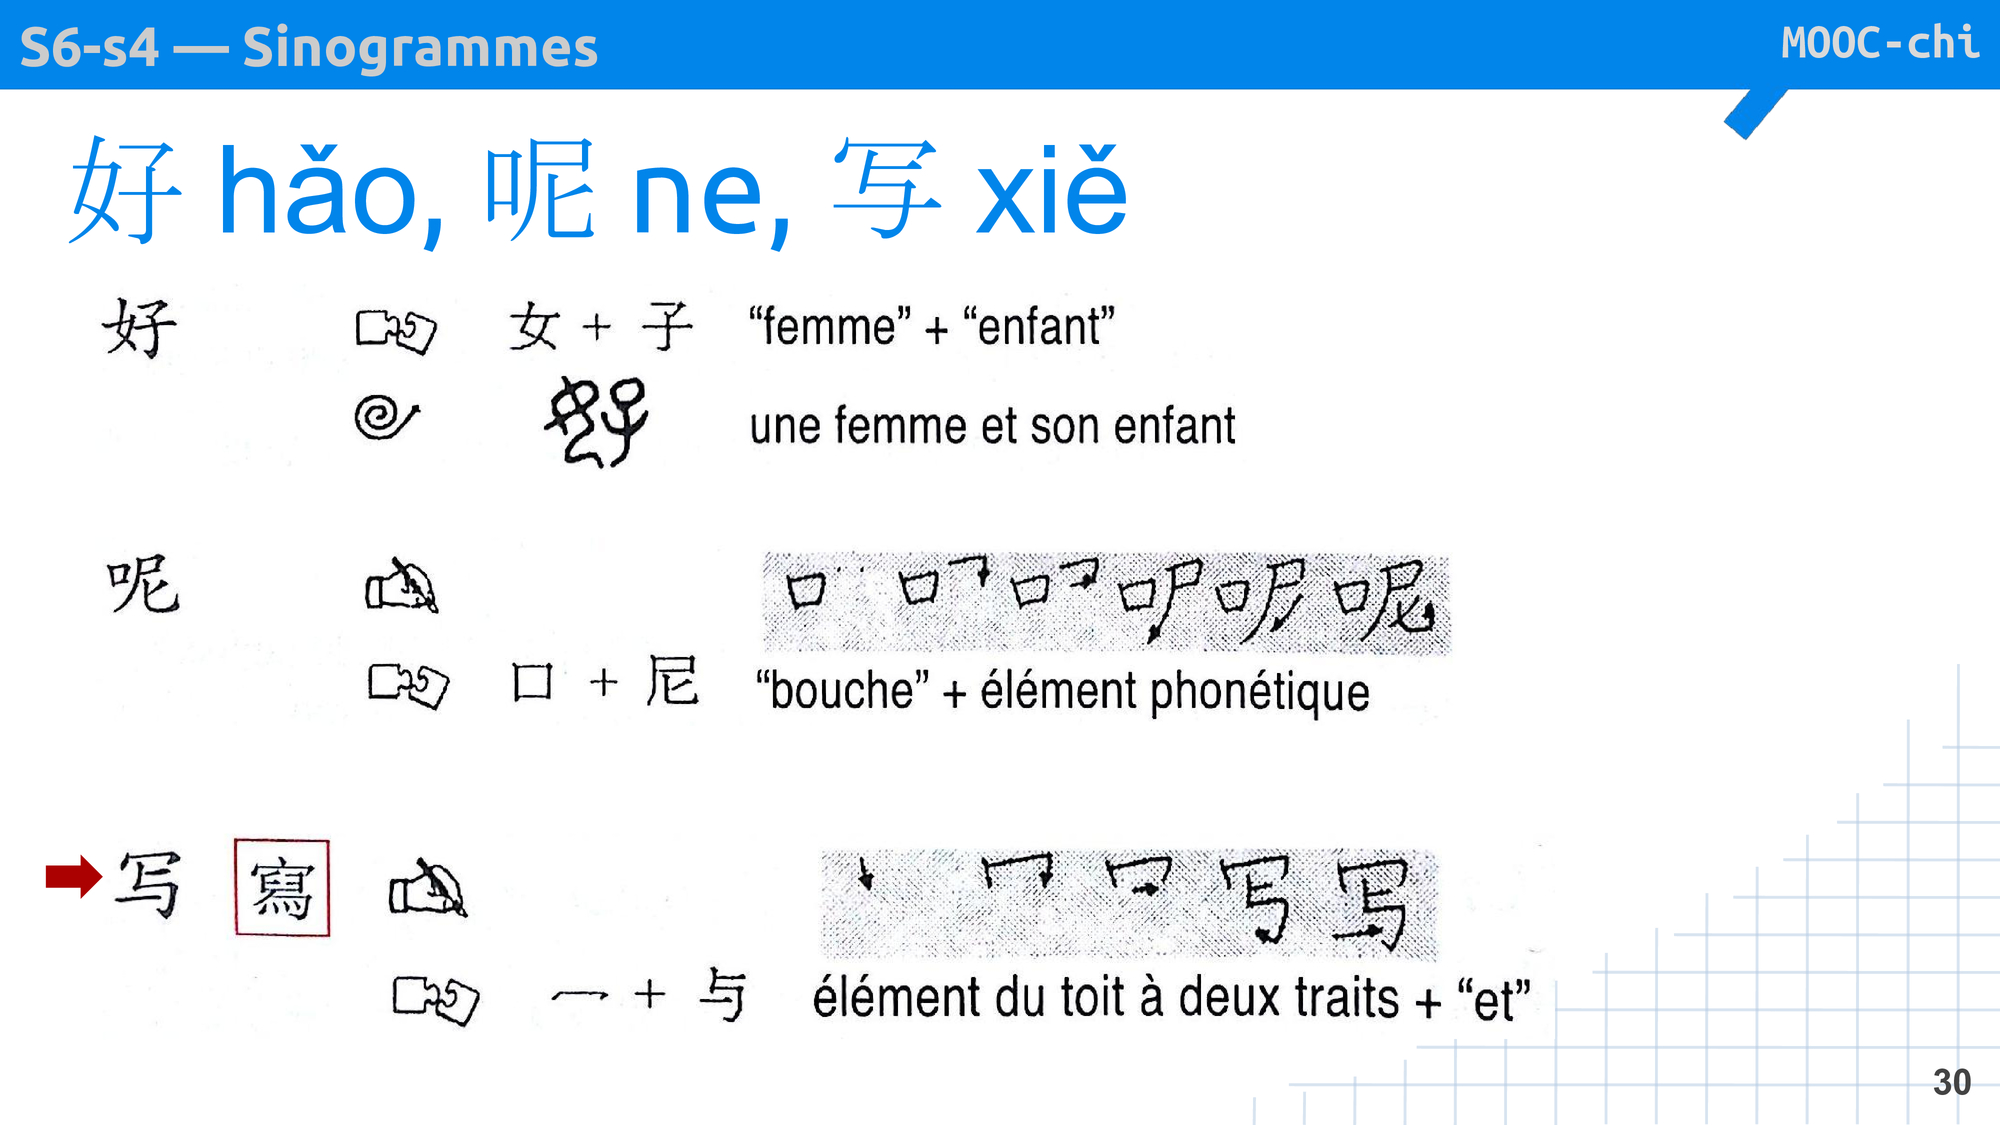 S6-s4 — Sinogrammes
MOOC-chi
好 hǎo, 呢 ne, 写 xiě
好 女 + 子 “femme” + “enfant”
une femme et son enfant
呢
口 + 尼 “bouche” + élément phonétique
写 寫
冖 + 与 élément du toit à deux traits + “et”
30